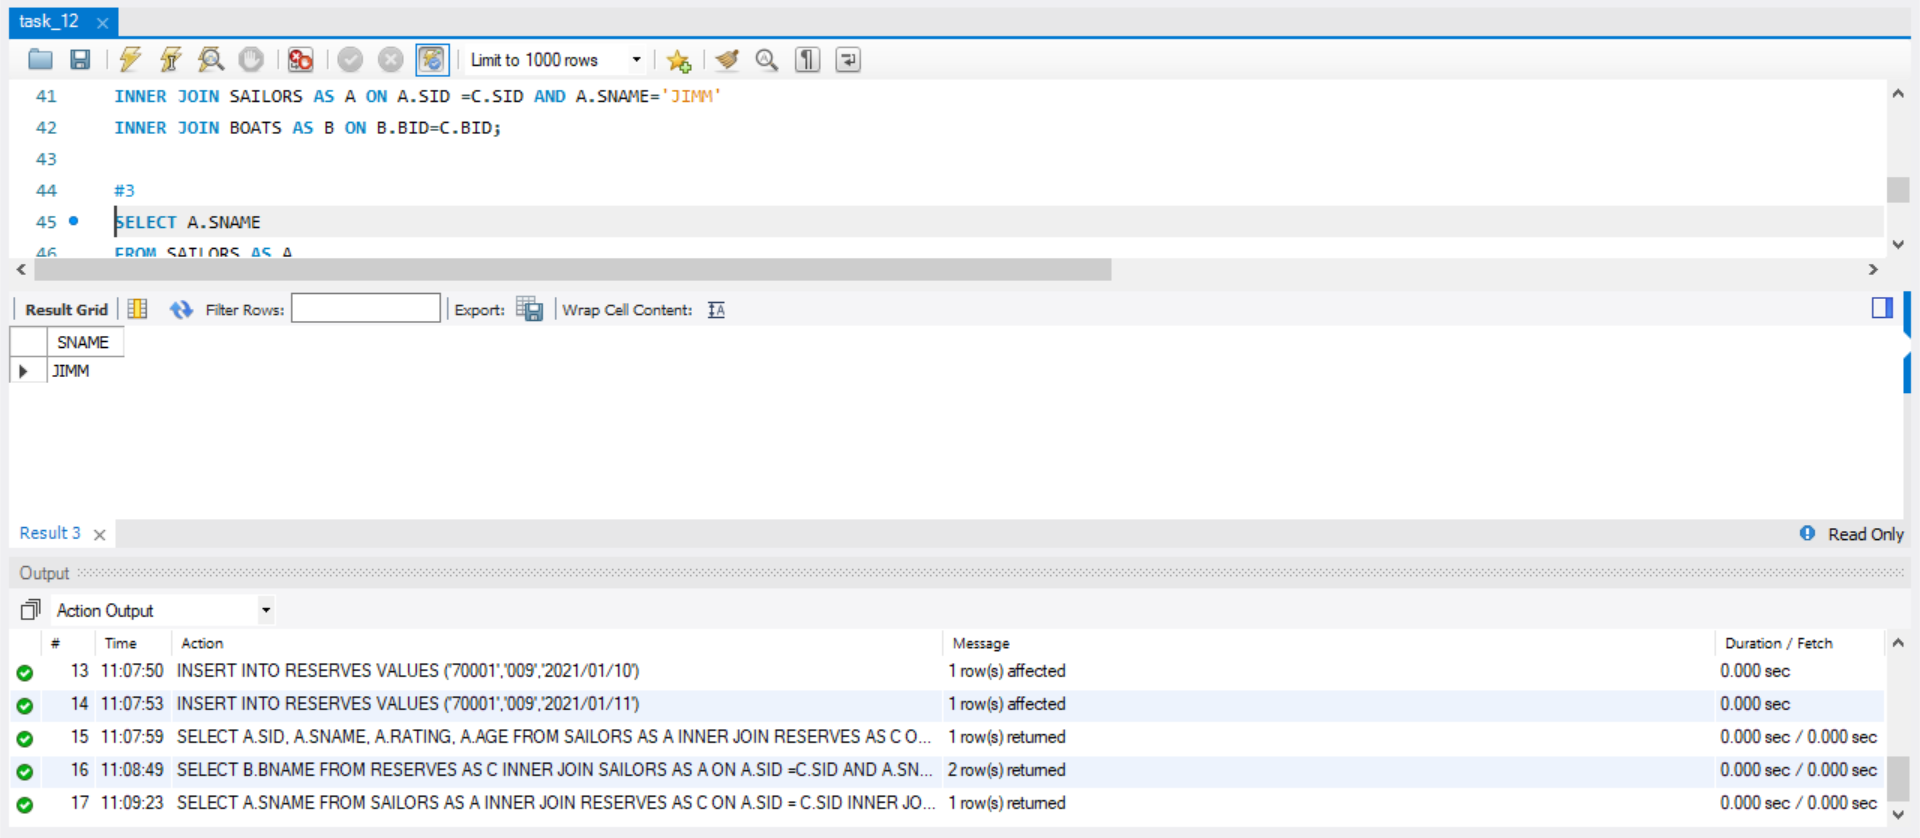 task_12
Limit to 1000 rows
41 INNER JOIN SAILORS AS A ON A.SID =C.SID AND A.SNAME='JIMM'
42 INNER JOIN BOATS AS B ON B.BID=C.BID;
43
44 #3
45 SELECT A.SNAME
46 FROM SAILORS AS A
Result Grid Filter Rows: Export: Wrap Cell Content:
SNAME
JIMM
Result 3 Read Only
Output
Action Output
# Time Action Message Duration / Fetch
13 11:07:50 INSERT INTO RESERVES VALUES ('70001','009','2021/01/10') 1 row(s) affected 0.000 sec
14 11:07:53 INSERT INTO RESERVES VALUES ('70001','009','2021/01/11') 1 row(s) affected 0.000 sec
15 11:07:59 SELECT A.SID, A.SNAME, A.RATING, A.AGE FROM SAILORS AS A INNER JOIN RESERVES AS C O... 1 row(s) returned 0.000 sec / 0.000 sec
16 11:08:49 SELECT B.BNAME FROM RESERVES AS C INNER JOIN SAILORS AS A ON A.SID =C.SID AND A.SN... 2 row(s) returned 0.000 sec / 0.000 sec
17 11:09:23 SELECT A.SNAME FROM SAILORS AS A INNER JOIN RESERVES AS C ON A.SID = C.SID INNER JO... 1 row(s) returned 0.000 sec / 0.000 sec